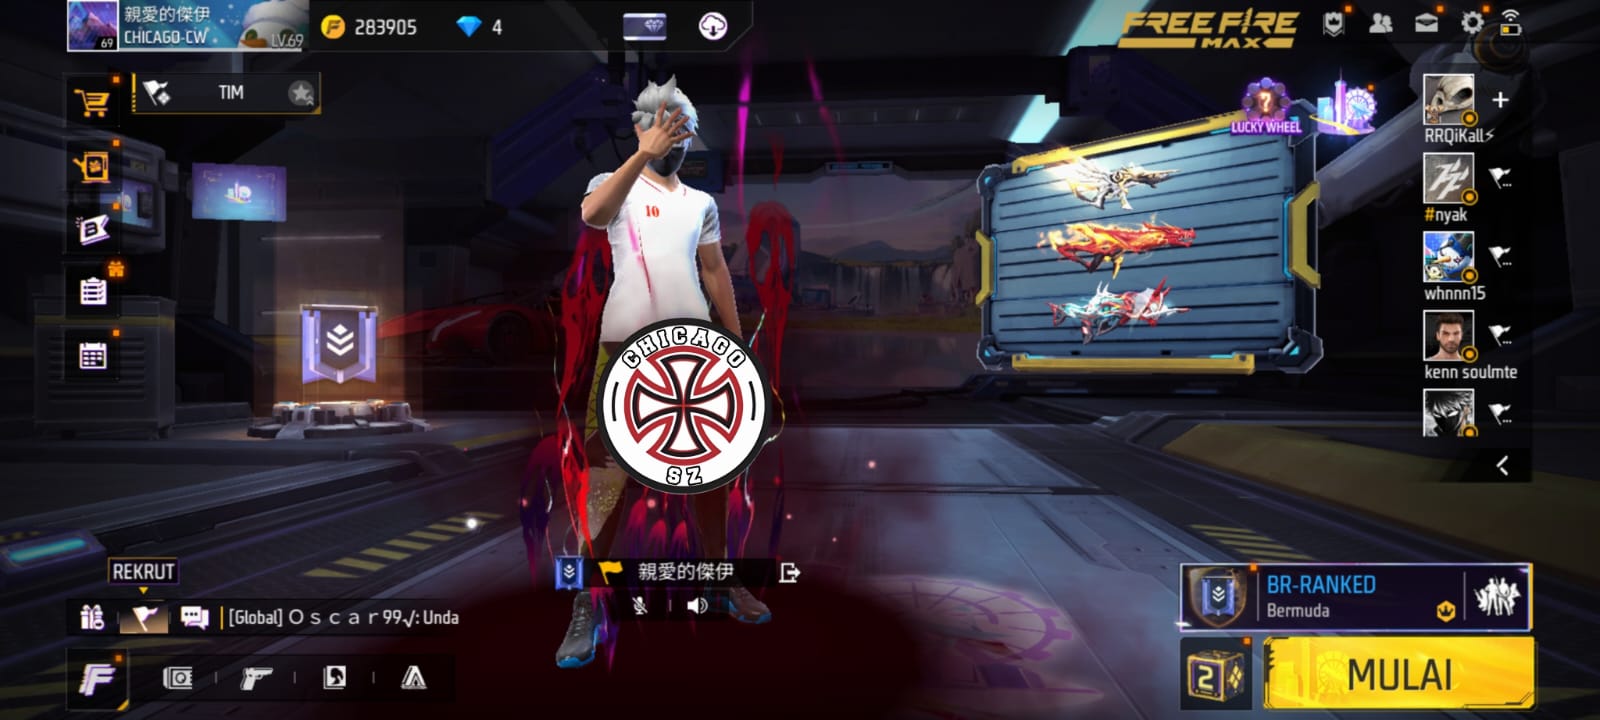 親愛的傑伊
CHICAGO-CW
69
LV.69
283905
4
FREE FIRE
MAX
TIM
LUCKY WHEEL
RRQiKall⚡
#nyak
whnnn15
kenn soulmte
10
CHICAGO
SZ
REKRUT
親愛的傑伊
[Global] O s c a r 99√: Unda
BR-RANKED
Bermuda
2
MULAI